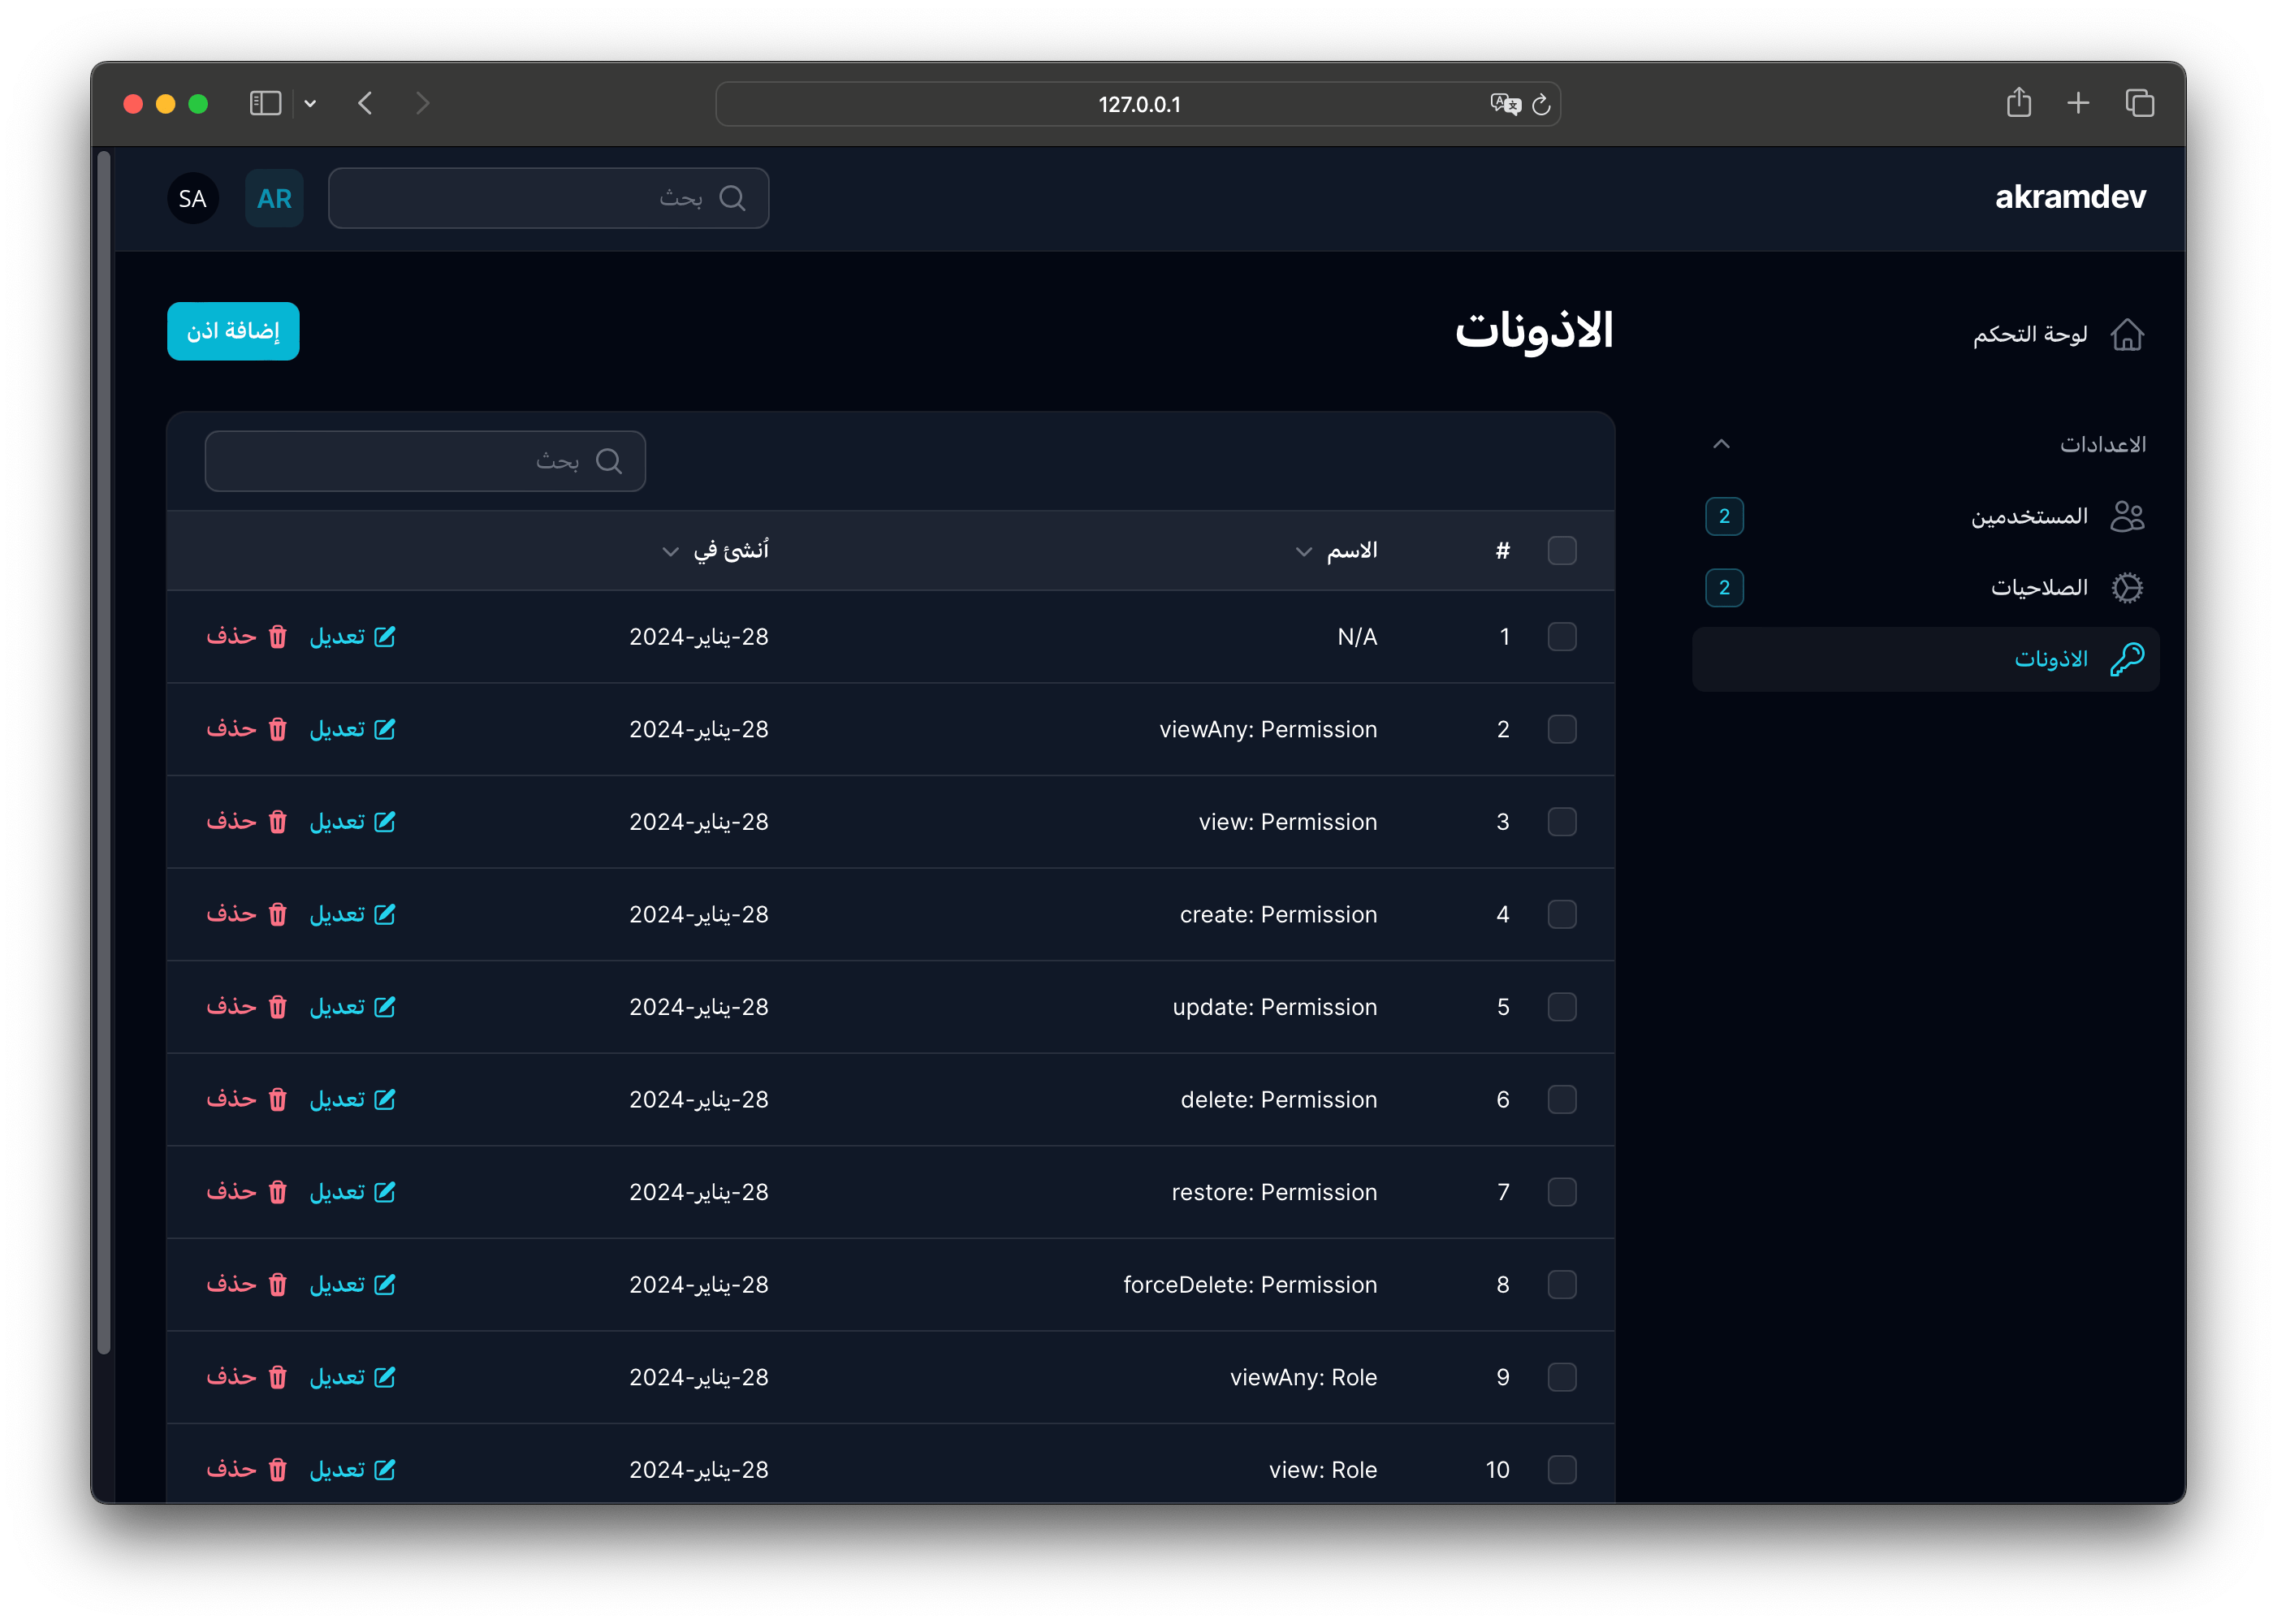 127.0.0.1
akramdev
بحث
AR
SA
لوحة التحكم
الاعدادات
المستخدمين 2
الصلاحيات 2
الاذونات
الاذونات
إضافة اذن
بحث
# الاسم أنشئ في
1 N/A 28-يناير-2024 تعديل حذف
2 viewAny: Permission 28-يناير-2024 تعديل حذف
3 view: Permission 28-يناير-2024 تعديل حذف
4 create: Permission 28-يناير-2024 تعديل حذف
5 update: Permission 28-يناير-2024 تعديل حذف
6 delete: Permission 28-يناير-2024 تعديل حذف
7 restore: Permission 28-يناير-2024 تعديل حذف
8 forceDelete: Permission 28-يناير-2024 تعديل حذف
9 viewAny: Role 28-يناير-2024 تعديل حذف
10 view: Role 28-يناير-2024 تعديل حذف